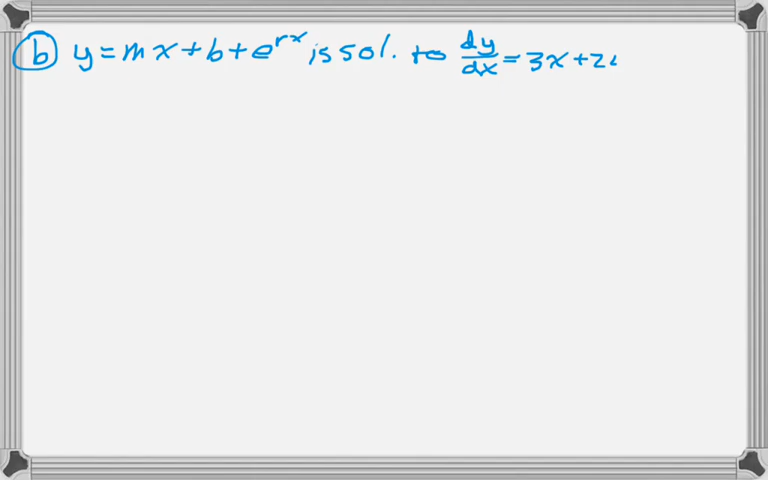 b y = mx + b + e^{rx} is sol. to dy/dx = 3x + 2